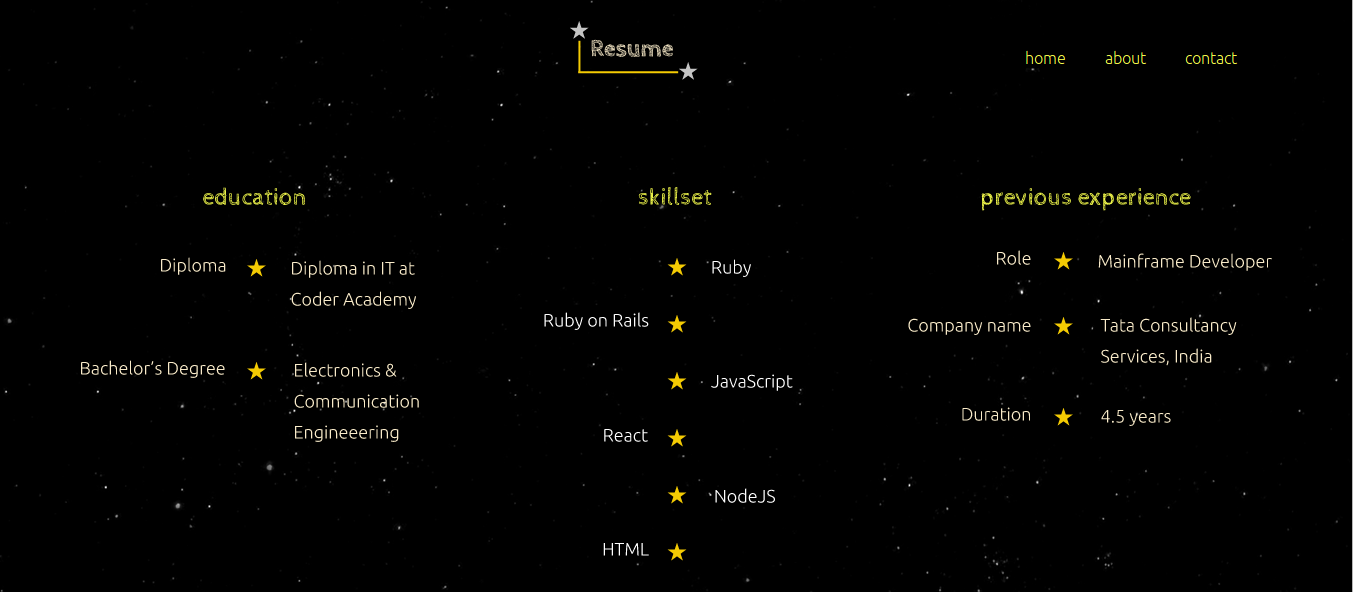 Resume
home about contact
education
Diploma
Diploma in IT at
Coder Academy
Bachelor’s Degree
Electronics &
Communication
Engineeering
skillset
Ruby
Ruby on Rails
JavaScript
React
NodeJS
HTML
previous experience
Role
Mainframe Developer
Company name
Tata Consultancy
Services, India
Duration
4.5 years